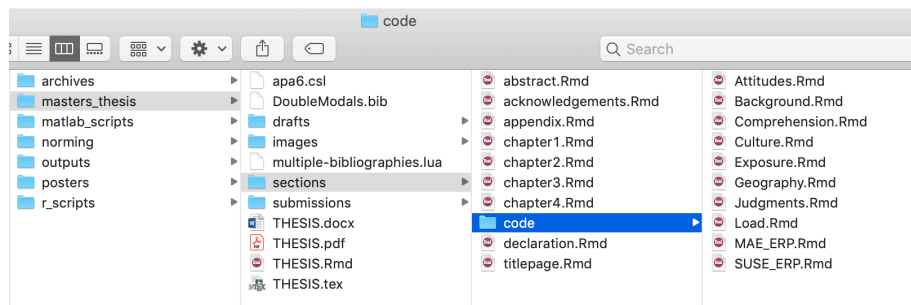 code
Search
archives
masters_thesis
matlab_scripts
norming
outputs
posters
r_scripts
apa6.csl
DoubleModals.bib
drafts
images
multiple-bibliographies.lua
sections
submissions
THESIS.docx
THESIS.pdf
THESIS.Rmd
THESIS.tex
abstract.Rmd
acknowledgements.Rmd
appendix.Rmd
chapter1.Rmd
chapter2.Rmd
chapter3.Rmd
chapter4.Rmd
code
declaration.Rmd
titlepage.Rmd
Attitudes.Rmd
Background.Rmd
Comprehension.Rmd
Culture.Rmd
Exposure.Rmd
Geography.Rmd
Judgments.Rmd
Load.Rmd
MAE_ERP.Rmd
SUSE_ERP.Rmd